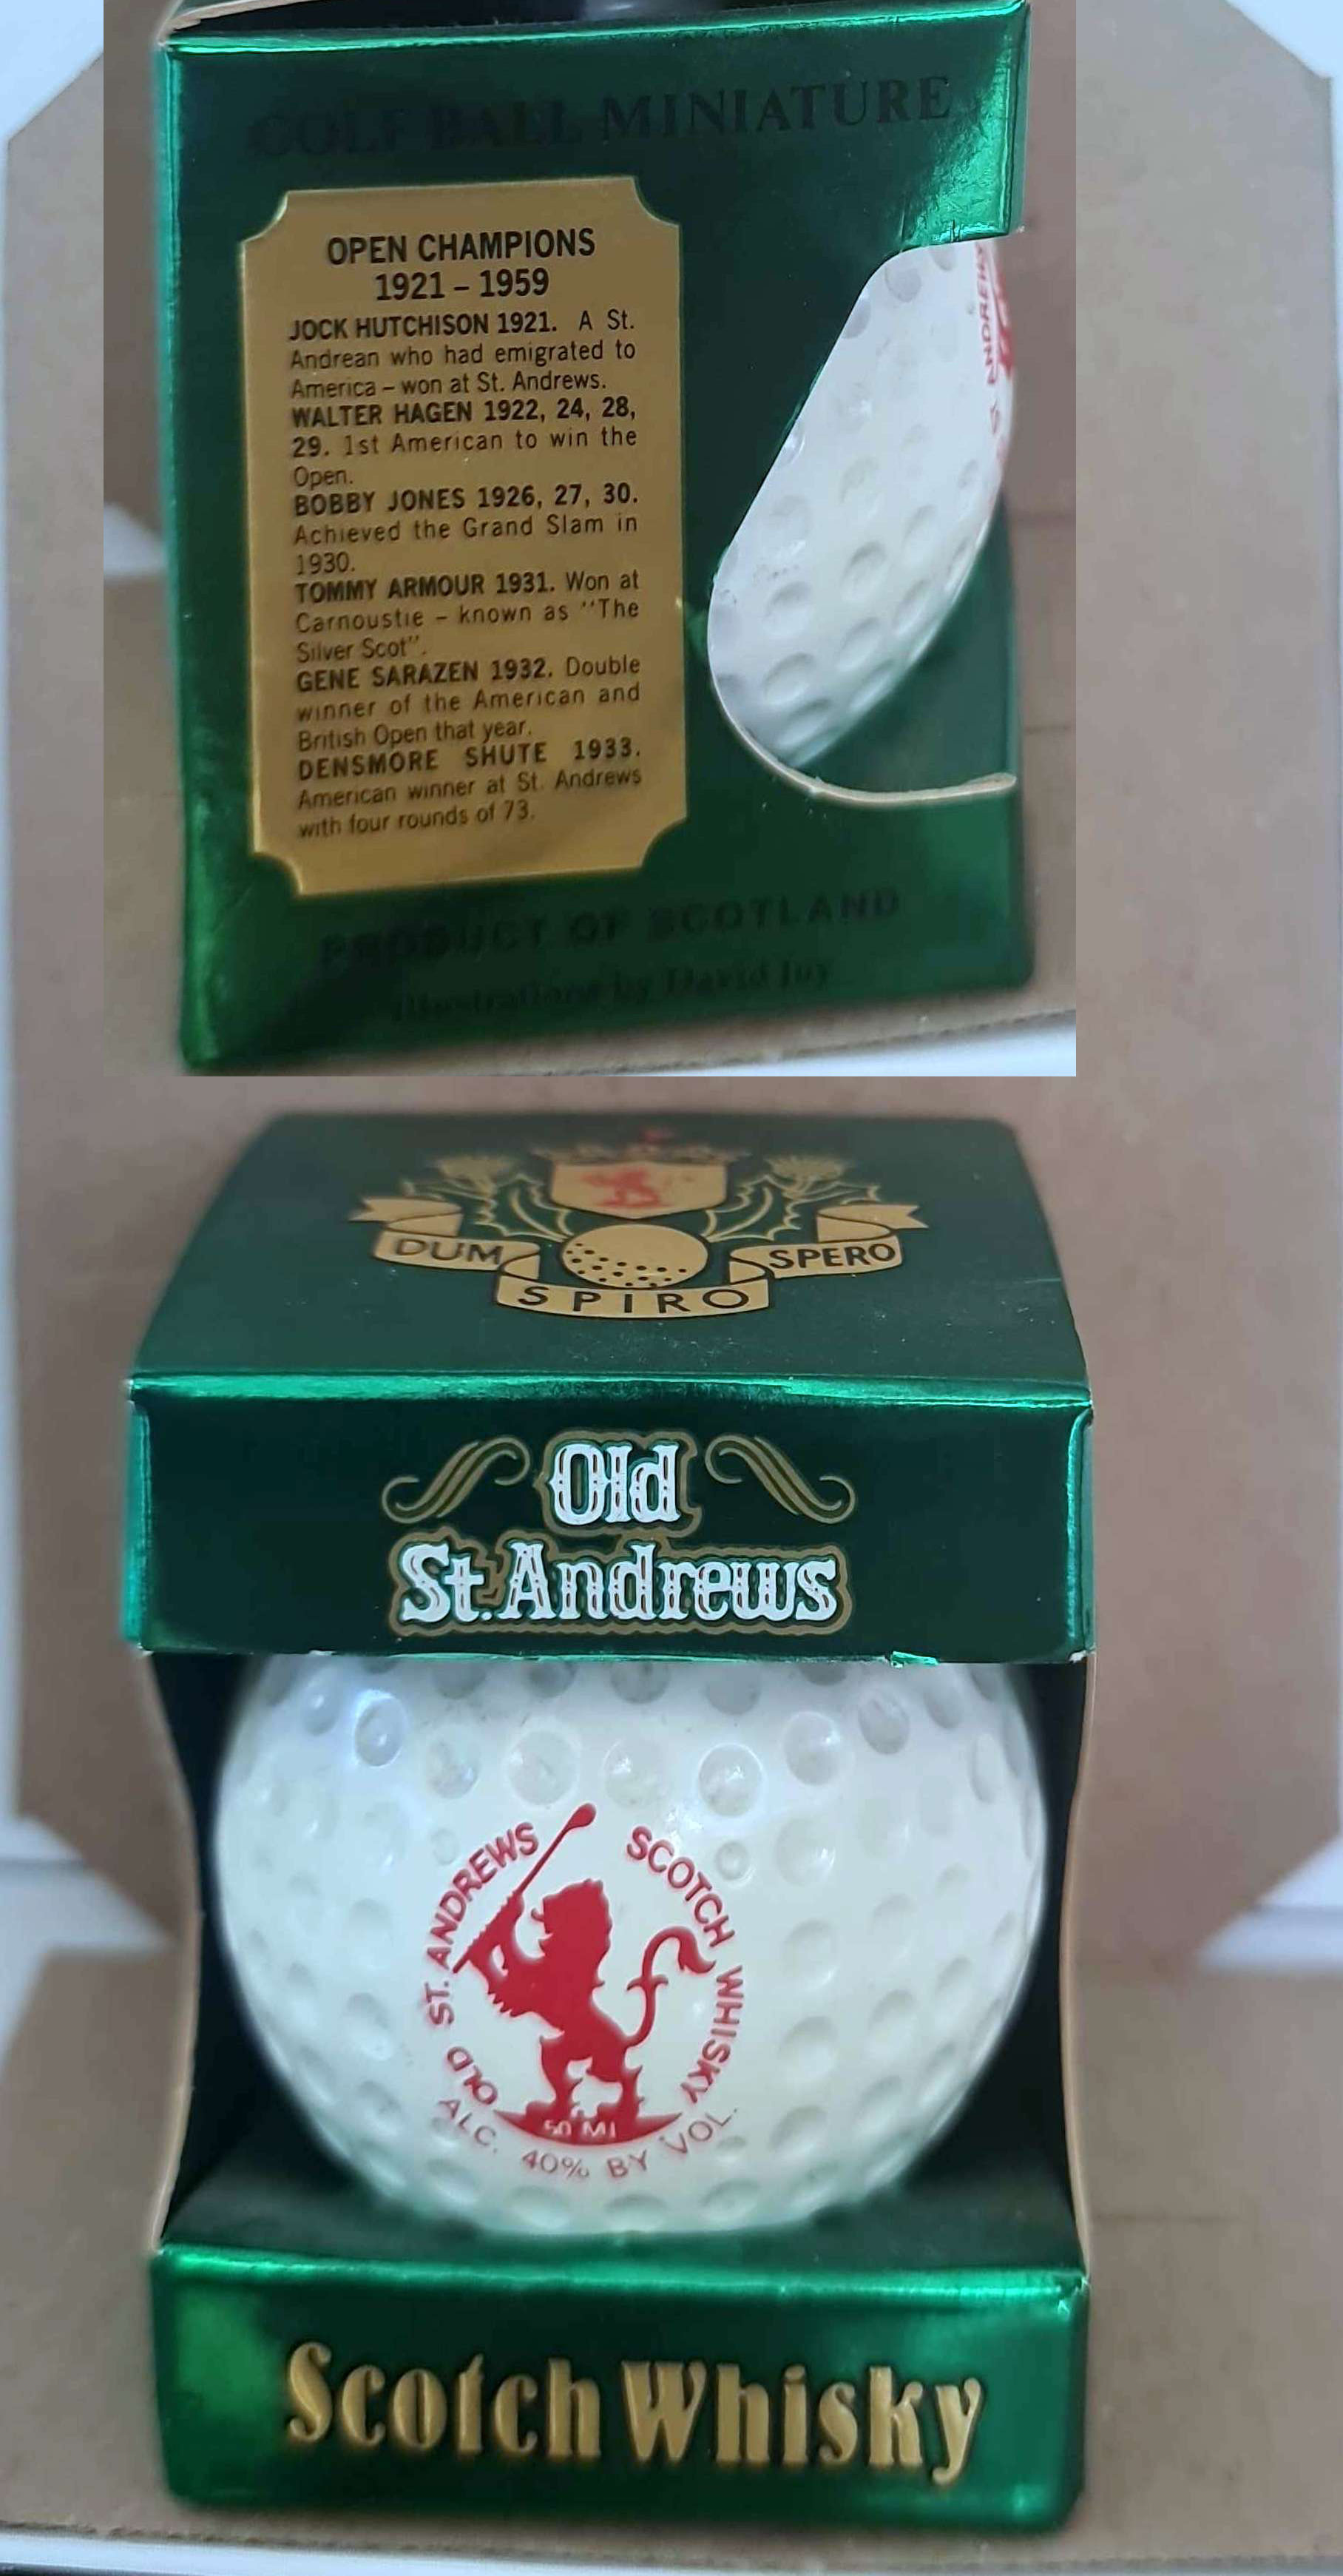 GOLF BALL MINIATURE
OPEN CHAMPIONS
1921 – 1959
JOCK HUTCHISON 1921. A St.
Andrean who had emigrated to
America – won at St. Andrews.
WALTER HAGEN 1922, 24, 28,
29. 1st American to win the
Open.
BOBBY JONES 1926, 27, 30.
Achieved the Grand Slam in
1930.
TOMMY ARMOUR 1931. Won at
Carnoustie – known as "The
Silver Scot".
GENE SARAZEN 1932. Double
winner of the American and
British Open that year.
DENSMORE SHUTE 1933.
American winner at St. Andrews
with four rounds of 73.
ANDREWS
PRODUCT OF SCOTLAND
Illustrations by David Joy
DUM SPIRO SPERO
Old
St. Andrews
OLD ST. ANDREWS SCOTCH WHISKY
50 Ml
ALC. 40% BY VOL.
Scotch Whisky